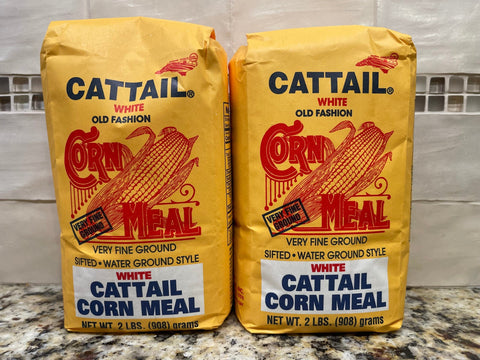 CATTAIL®
WHITE
OLD FASHION
CORN
MEAL
VERY FINE
GROUND
VERY FINE GROUND
SIFTED • WATER GROUND STYLE
WHITE
CATTAIL
CORN MEAL
NET WT. 2 LBS. (908) grams
CATTAIL®
WHITE
OLD FASHION
CORN
MEAL
VERY FINE
GROUND
VERY FINE GROUND
SIFTED • WATER GROUND STYLE
WHITE
CATTAIL
CORN MEAL
NET WT. 2 LBS. (908) grams